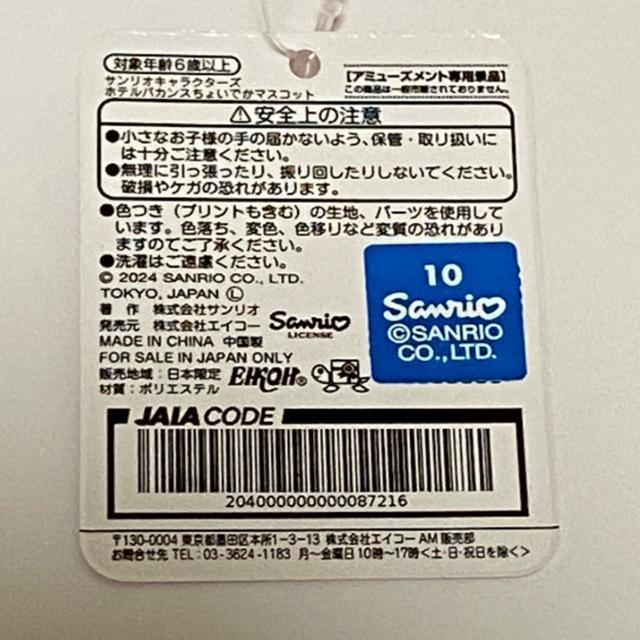 対象年齢6歳以上
サンリオキャラクターズ
ホテルバカンスちょいでかマスコット
【アミューズメント専用景品】
この商品は一般市販されておりません。
⚠安全上の注意
●小さなお子様の手の届かないよう、保管・取り扱いに
は十分ご注意ください。
●無理に引っ張ったり、振り回したりしないでください。
破損やケガの恐れがあります。
●色つき（プリントも含む）の生地、パーツを使用して
います。色落ち、変色、色移りなど変質の恐れがあり
ますのでご了承ください。
●洗濯はご遠慮ください。
© 2024 SANRIO CO., LTD.
TOKYO, JAPAN Ⓛ
著 作 株式会社サンリオ
発売元 株式会社エイコー
Sanrio
LICENSE
MADE IN CHINA 中国製
FOR SALE IN JAPAN ONLY
販売地域：日本限定
材質：ポリエステル
EIKOH®
10
Sanrio
©SANRIO
CO.,LTD.
JAIA CODE
204000000000087216
〒130-0004 東京都墨田区本所1-3-13 株式会社エイコー AM販売部
お問合せ先 TEL：03-3624-1183 月～金曜日10時～17時＜土・日・祝日を除く＞